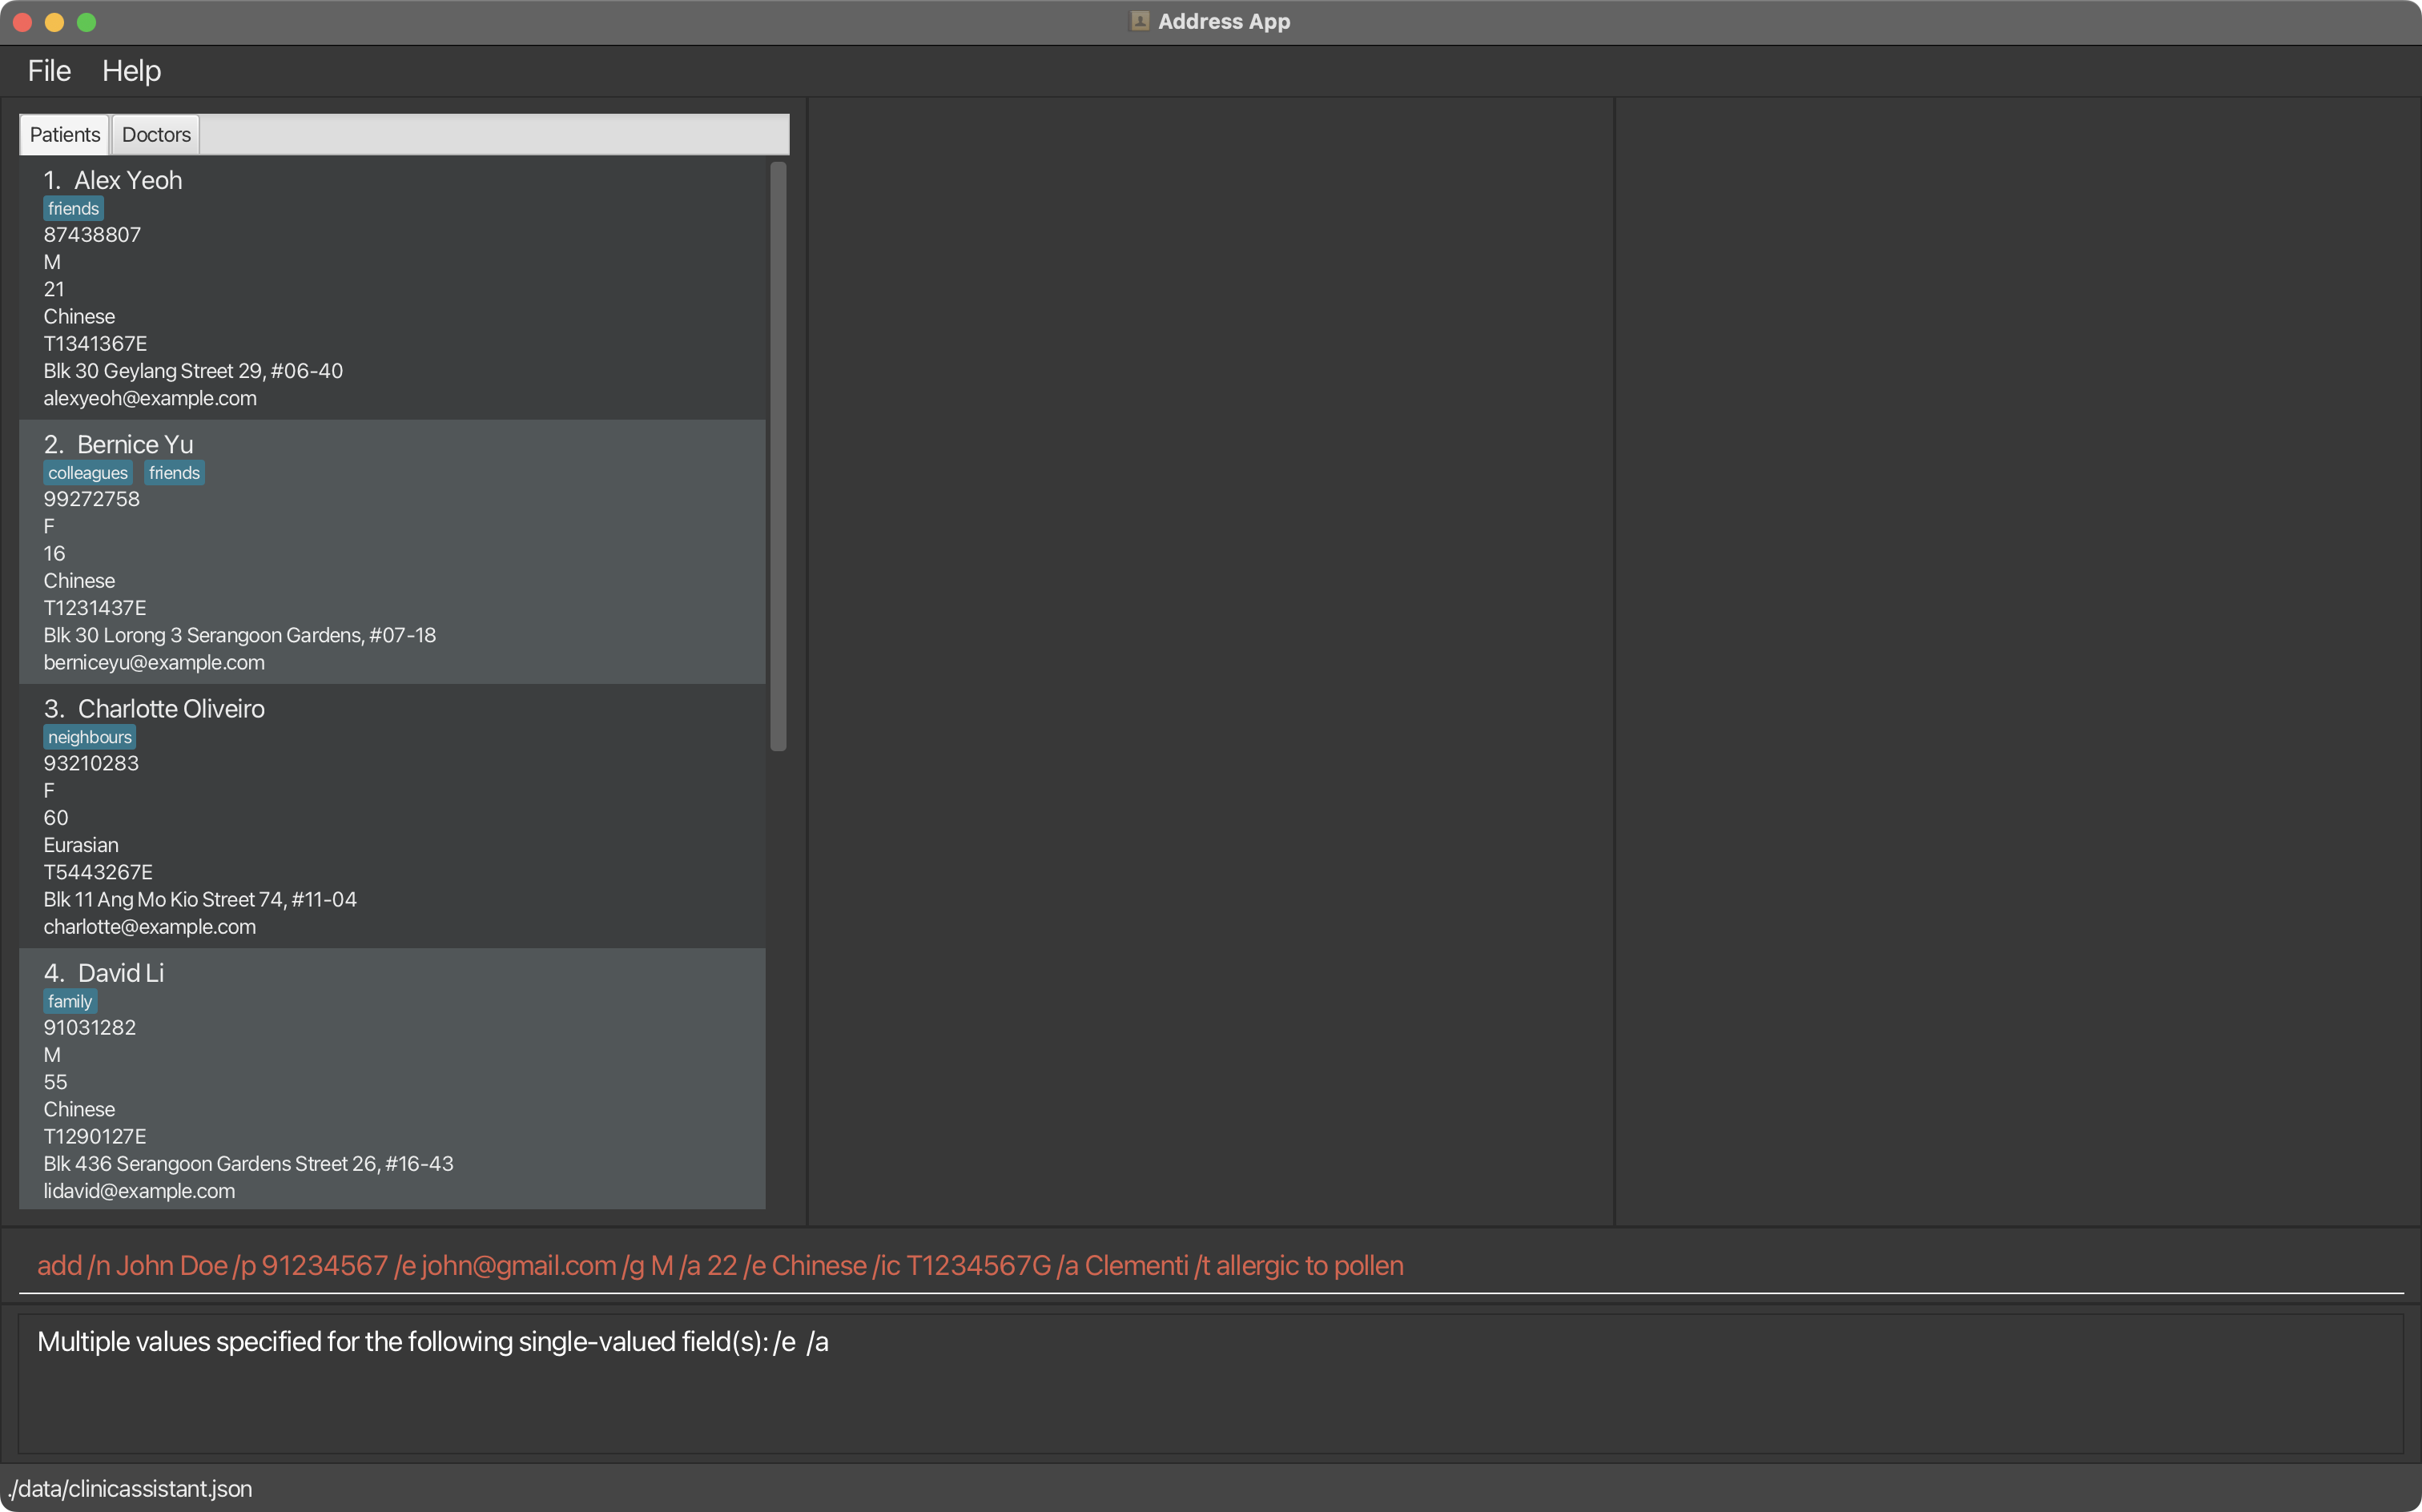 Address App
File Help
Patients Doctors
1. Alex Yeoh
friends
87438807
M
21
Chinese
T1341367E
Blk 30 Geylang Street 29, #06-40
alexyeoh@example.com
2. Bernice Yu
colleagues friends
99272758
F
16
Chinese
T1231437E
Blk 30 Lorong 3 Serangoon Gardens, #07-18
berniceyu@example.com
3. Charlotte Oliveiro
neighbours
93210283
F
60
Eurasian
T5443267E
Blk 11 Ang Mo Kio Street 74, #11-04
charlotte@example.com
4. David Li
family
91031282
M
55
Chinese
T1290127E
Blk 436 Serangoon Gardens Street 26, #16-43
lidavid@example.com
add /n John Doe /p 91234567 /e john@gmail.com /g M /a 22 /e Chinese /ic T1234567G /a Clementi /t allergic to pollen
Multiple values specified for the following single-valued field(s): /e /a
./data/clinicassistant.json